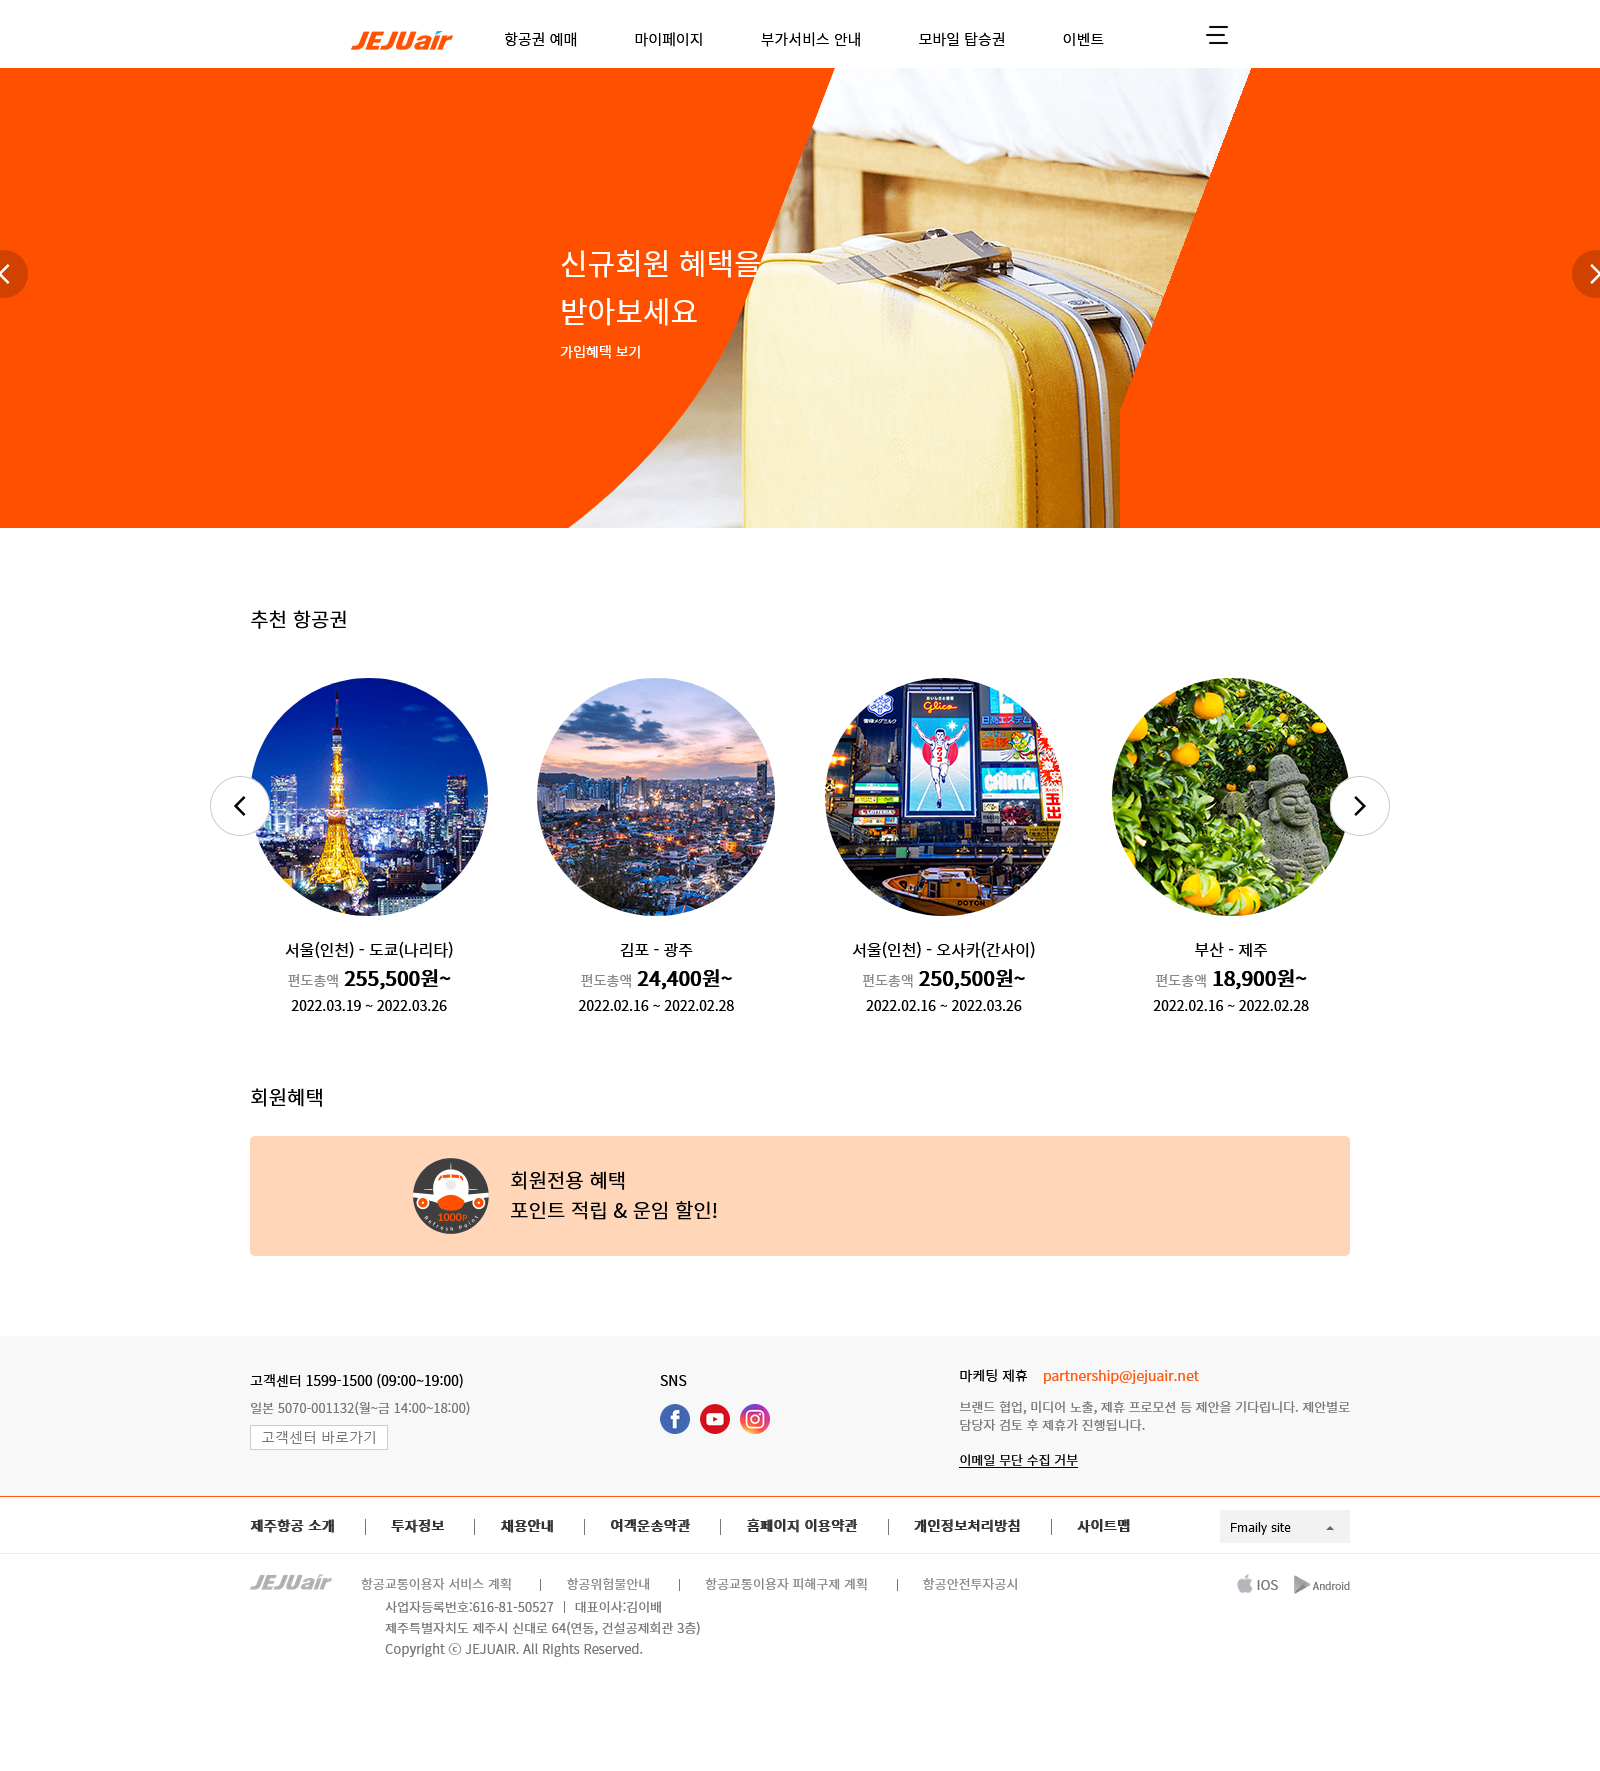 JEJUair 항공권 예매 마이페이지 부가서비스 안내 모바일 탑승권 이벤트
신규회원 혜택을
받아보세요
가입혜택 보기
추천 항공권
Glico
LOTTERIA
서울(인천) - 도쿄(나리타)
편도총액 255,500원~
2022.03.19 ~ 2022.03.26
김포 - 광주
편도총액 24,400원~
2022.02.16 ~ 2022.02.28
서울(인천) - 오사카(간사이)
편도총액 250,500원~
2022.02.16 ~ 2022.03.26
부산 - 제주
편도총액 18,900원~
2022.02.16 ~ 2022.02.28
회원혜택
1000P
Refresh Point
회원전용 혜택
포인트 적립 & 운임 할인!
고객센터 1599-1500 (09:00~19:00)
일본 5070-001132(월~금 14:00~18:00)
고객센터 바로가기
SNS
마케팅 제휴 partnership@jejuair.net
브랜드 협업, 미디어 노출, 제휴 프로모션 등 제안을 기다립니다. 제안별로
담당자 검토 후 제휴가 진행됩니다.
이메일 무단 수집 거부
제주항공 소개 | 투자정보 | 채용안내 | 여객운송약관 | 홈페이지 이용약관 | 개인정보처리방침 | 사이트맵
Fmaily site
JEJUair 항공교통이용자 서비스 계획 | 항공위험물안내 | 항공교통이용자 피해구제 계획 | 항공안전투자공시
IOS Android
사업자등록번호:616-81-50527 | 대표이사:김이배
제주특별자치도 제주시 신대로 64(연동, 건설공제회관 3층)
Copyright ⓒ JEJUAIR. All Rights Reserved.